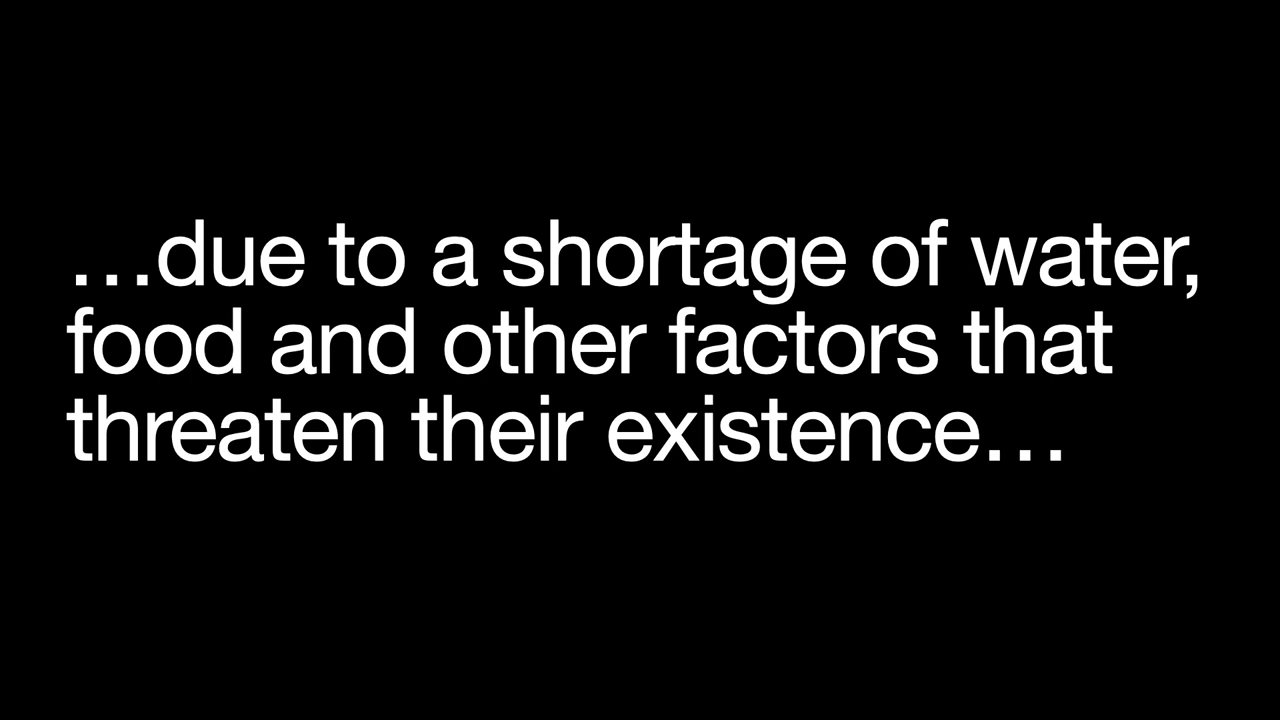 …due to a shortage of water,
food and other factors that
threaten their existence…